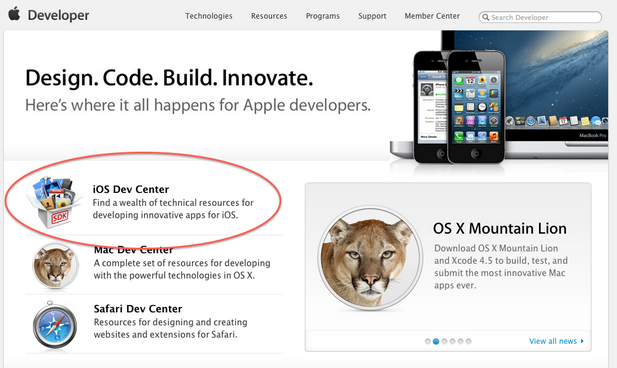 Developer
Technologies Resources Programs Support Member Center
Search Developer
Design. Code. Build. Innovate.
Here's where it all happens for Apple developers.
MacBook Pro
iOS Dev Center
Find a wealth of technical resources for
developing innovative apps for iOS.
SDK
Mac Dev Center
A complete set of resources for developing
with the powerful technologies in OS X.
Safari Dev Center
Resources for designing and creating
websites and extensions for Safari.
OS X Mountain Lion
Download OS X Mountain Lion
and Xcode 4.5 to build, test, and
submit the most innovative Mac
apps ever.
View all news